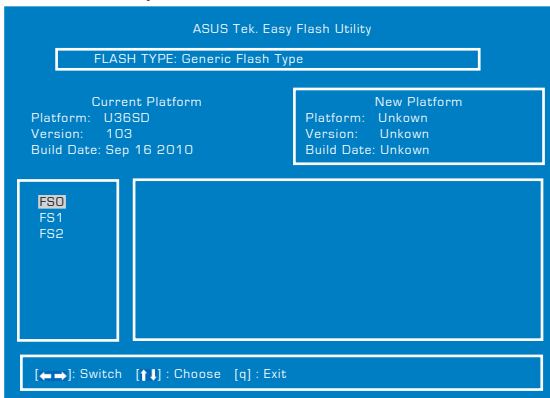 ASUS Tek. Easy Flash Utility
FLASH TYPE: Generic Flash Type
Current Platform
Platform: U36SD
Version: 103
Build Date: Sep 16 2010
New Platform
Platform: Unkown
Version: Unkown
Build Date: Unkown
FS0
FS1
FS2
[←→]: Switch [↑↓] : Choose [q] : Exit